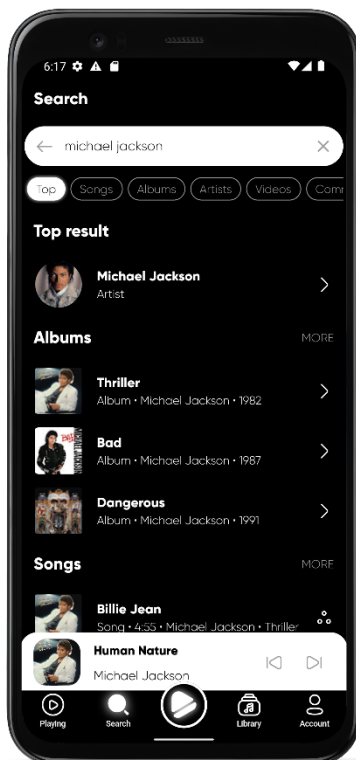 6:17
Search
michael jackson
Top Songs Albums Artists Videos
Top result
Michael Jackson
Artist
Albums MORE
Thriller
Album • Michael Jackson • 1982
Bad
Album • Michael Jackson • 1987
Dangerous
Album • Michael Jackson • 1991
Songs MORE
Billie Jean
Song • 4:55 • Michael Jackson • Thriller
Human Nature
Michael Jackson
Playing Search Library Account